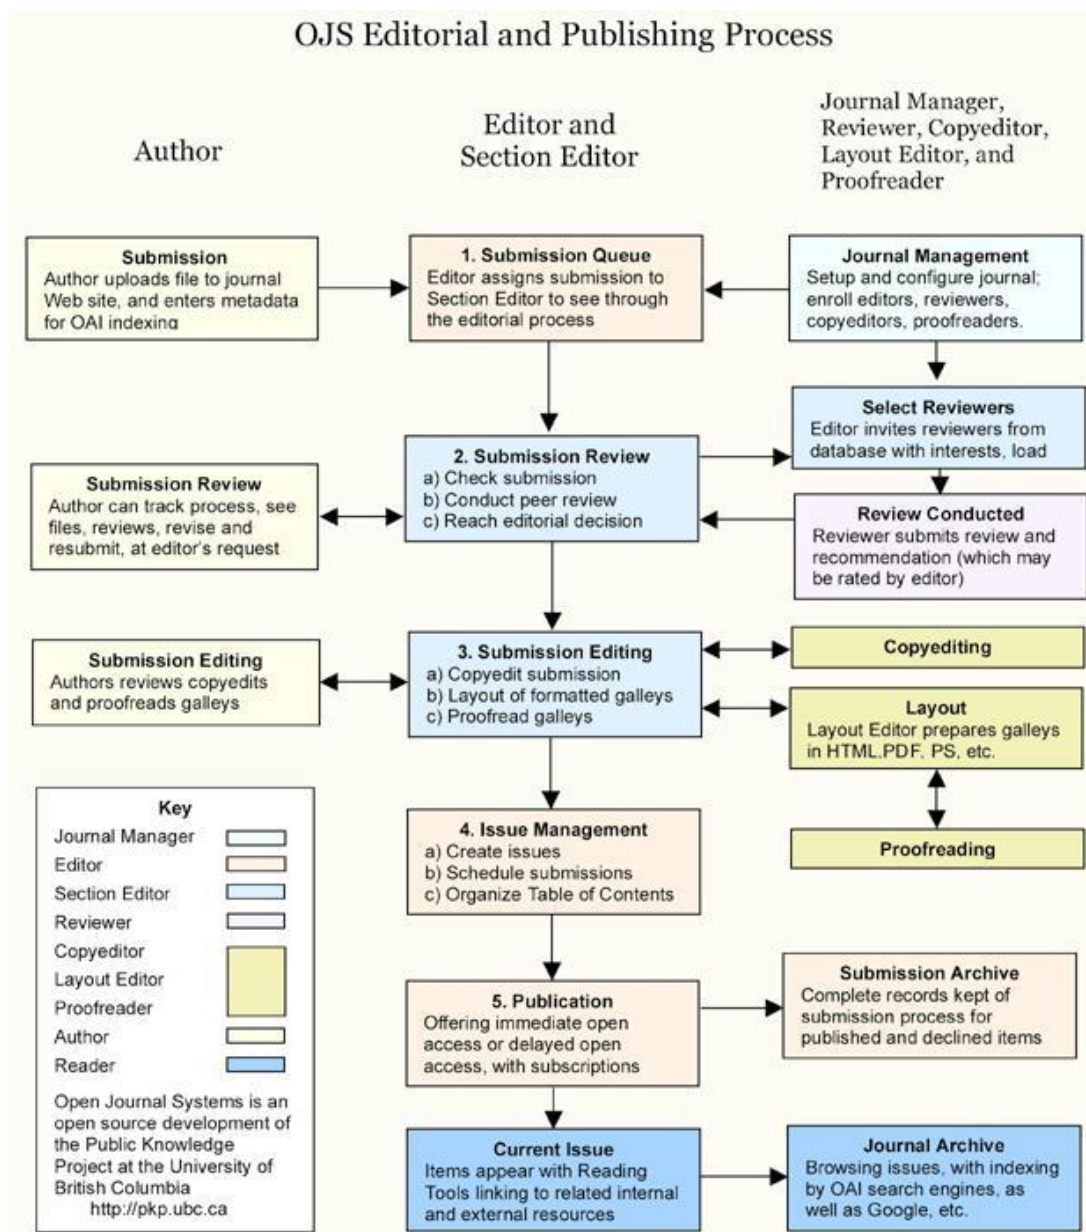 OJS Editorial and Publishing Process
Author
Editor and
Section Editor
Journal Manager,
Reviewer, Copyeditor,
Layout Editor, and
Proofreader
Submission
Author uploads file to journal
Web site, and enters metadata
for OAI indexing
1. Submission Queue
Editor assigns submission to
Section Editor to see through
the editorial process
Journal Management
Setup and configure journal;
enroll editors, reviewers,
copyeditors, proofreaders.
Select Reviewers
Editor invites reviewers from
database with interests, load
2. Submission Review
a) Check submission
b) Conduct peer review
c) Reach editorial decision
Submission Review
Author can track process, see
files, reviews, revise and
resubmit, at editor's request
Review Conducted
Reviewer submits review and
recommendation (which may
be rated by editor)
3. Submission Editing
a) Copyedit submission
b) Layout of formatted galleys
c) Proofread galleys
Submission Editing
Authors reviews copyedits
and proofreads galleys
Copyediting
Layout
Layout Editor prepares galleys
in HTML,PDF, PS, etc.
Proofreading
Key
Journal Manager
Editor
Section Editor
Reviewer
Copyeditor
Layout Editor
Proofreader
Author
Reader
Open Journal Systems is an
open source development of
the Public Knowledge
Project at the University of
British Columbia
http://pkp.ubc.ca
4. Issue Management
a) Create issues
b) Schedule submissions
c) Organize Table of Contents
5. Publication
Offering immediate open
access or delayed open
access, with subscriptions
Submission Archive
Complete records kept of
submission process for
published and declined items
Current Issue
Items appear with Reading
Tools linking to related internal
and external resources
Journal Archive
Browsing issues, with indexing
by OAI search engines, as
well as Google, etc.